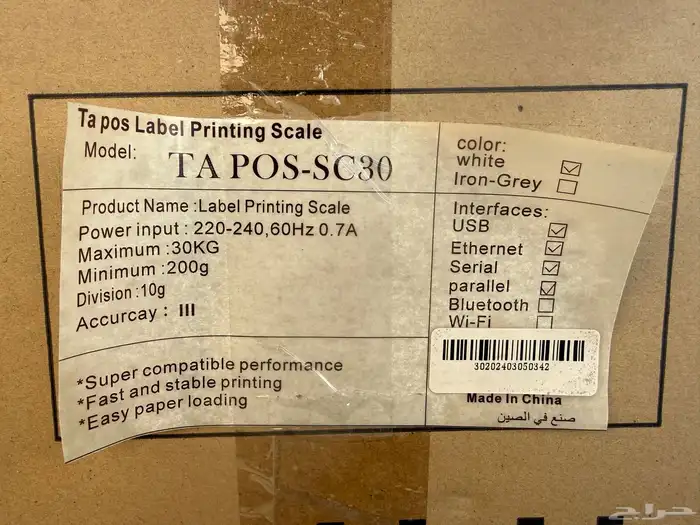 Ta pos Label Printing Scale
Model: TA POS-SC30
Product Name :Label Printing Scale
Power input : 220-240,60Hz 0.7A
Maximum :30KG
Minimum :200g
Division :10g
Accurcay : III
*Super compatible performance
*Fast and stable printing
*Easy paper loading
color:
white ☑
Iron-Grey ☐
Interfaces:
USB ☑
Ethernet ☑
Serial ☑
parallel ☑
Bluetooth ☐
Wi-Fi ☐
30202403050342
Made In China
صنع في الصين
حراج